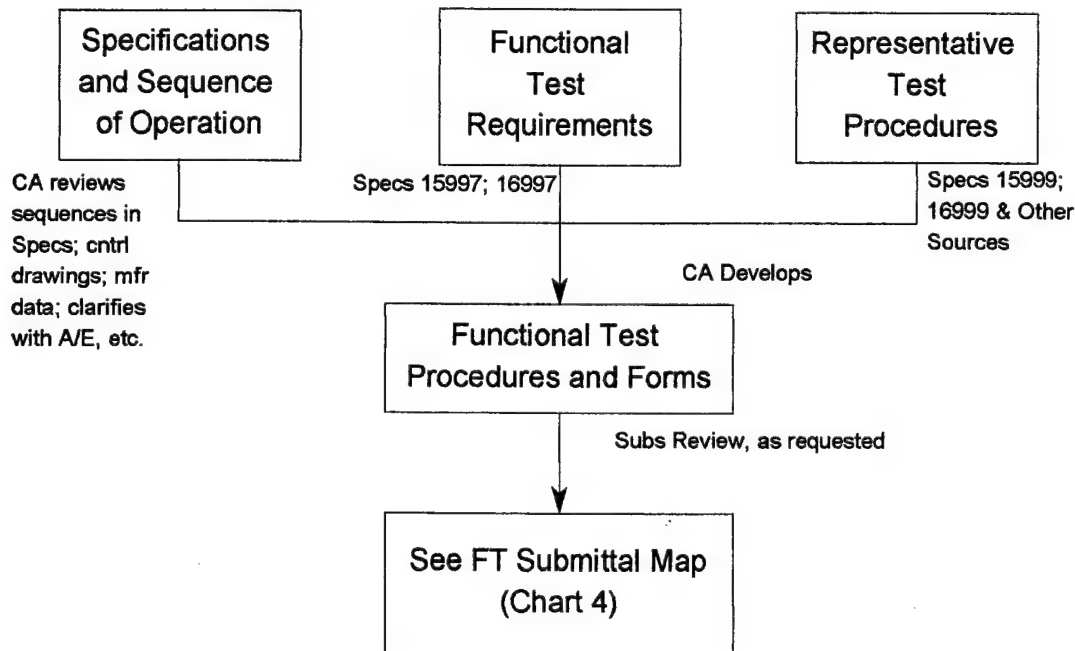 Specifications
and Sequence
of Operation
Functional
Test
Requirements
Representative
Test
Procedures
CA reviews
sequences in
Specs; cntrl
drawings; mfr
data; clarifies
with A/E, etc.
Specs 15997; 16997
Specs 15999;
16999 & Other
Sources
CA Develops
Functional Test
Procedures and Forms
Subs Review, as requested
See FT Submittal Map
(Chart 4)